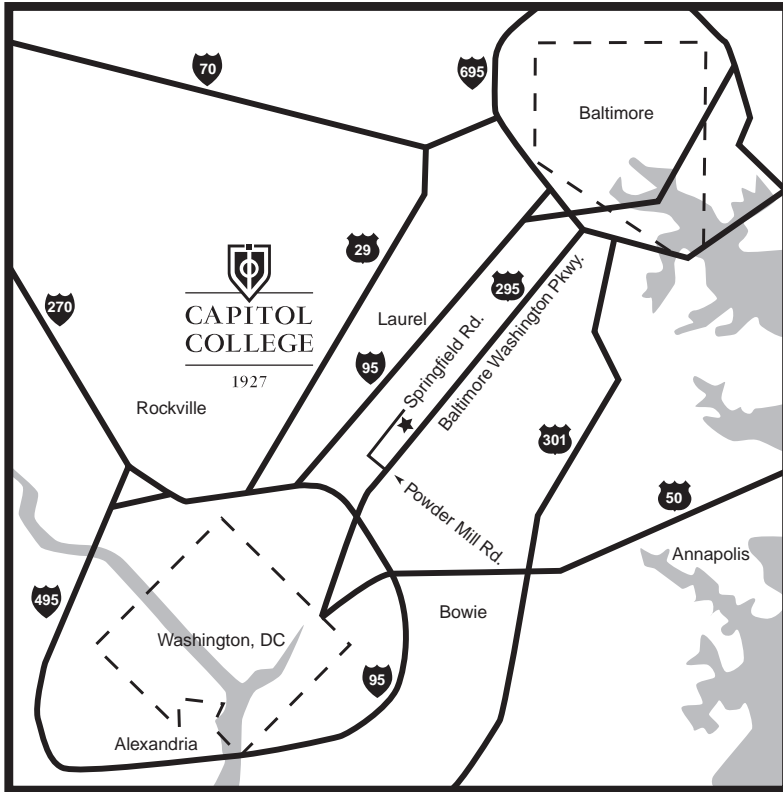 70
695
Baltimore
29
295
270
CAPITOL
COLLEGE
1927
Laurel
95
Springfield Rd.
Baltimore Washington Pkwy.
Rockville
301
50
Powder Mill Rd.
Annapolis
495
Bowie
Washington, DC
95
Alexandria